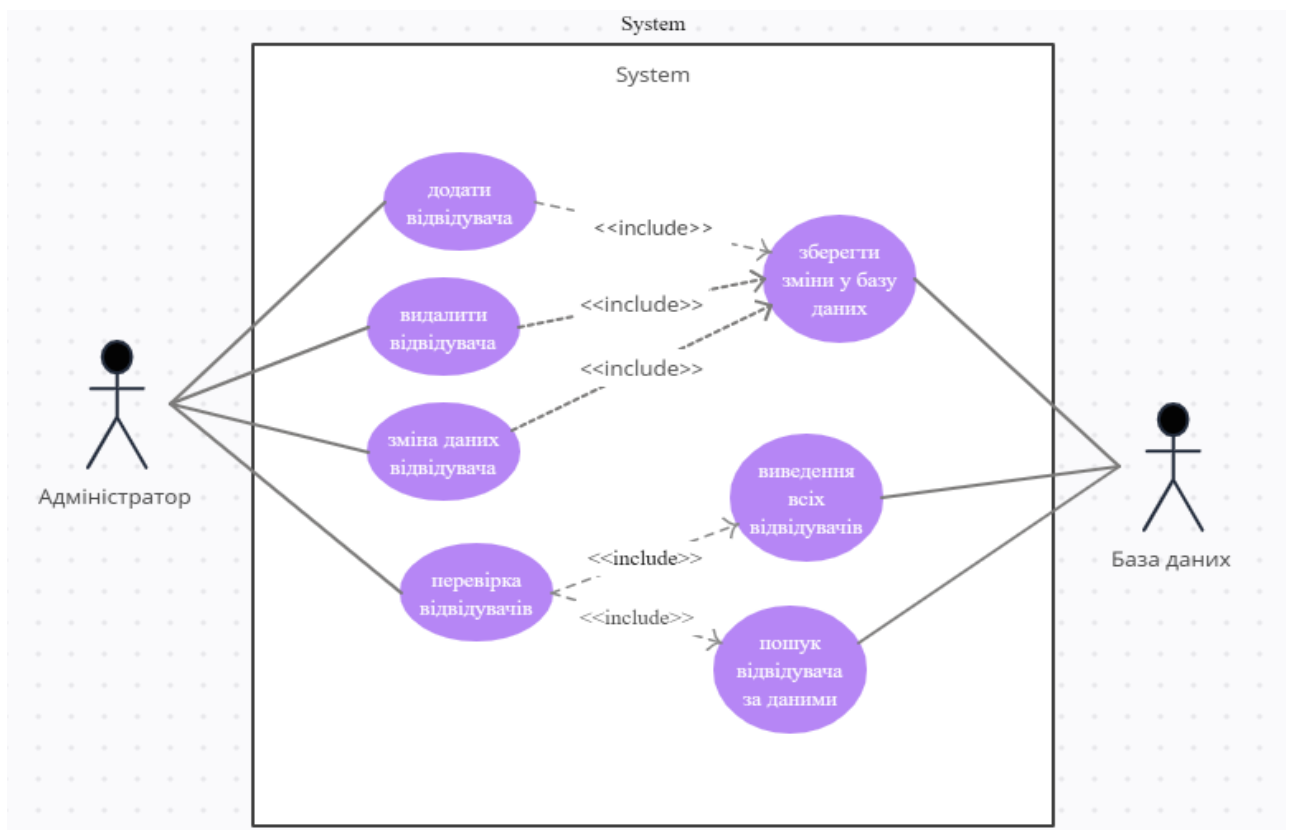 System
System
додати
відвідувача
<<include>>
зберегти
зміни у базу
даних
видалити
відвідувача
<<include>>
<<include>>
зміна даних
відвідувача
Адміністратор
виведення
всіх
відвідувачів
База даних
перевірка
відвідувачів
<<include>>
<<include>>
пошук
відвідувача
за даними